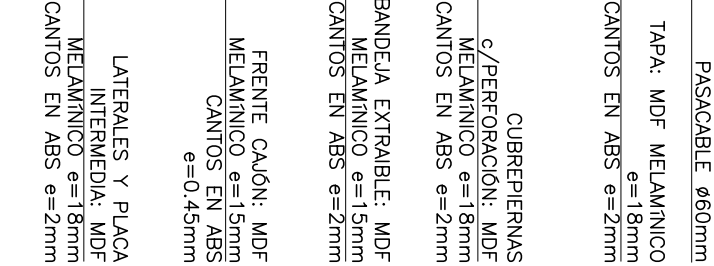 PASACABLE ø60mm
TAPA: MDF MELAMíNICO
e=18mm
CANTOS EN ABS e=2mm
CUBREPIERNAS
c/PERFORACIÓN: MDF
MELAMíNICO e=18mm
CANTOS EN ABS e=2mm
BANDEJA EXTRAIBLE: MDF
MELAMíNICO e=15mm
CANTOS EN ABS e=2mm
FRENTE CAJÓN: MDF
MELAMíNICO e=15mm
CANTOS EN ABS
e=0.45mm
LATERALES Y PLACA
INTERMEDIA: MDF
MELAMíNICO e=18mm
CANTOS EN ABS e=2mm